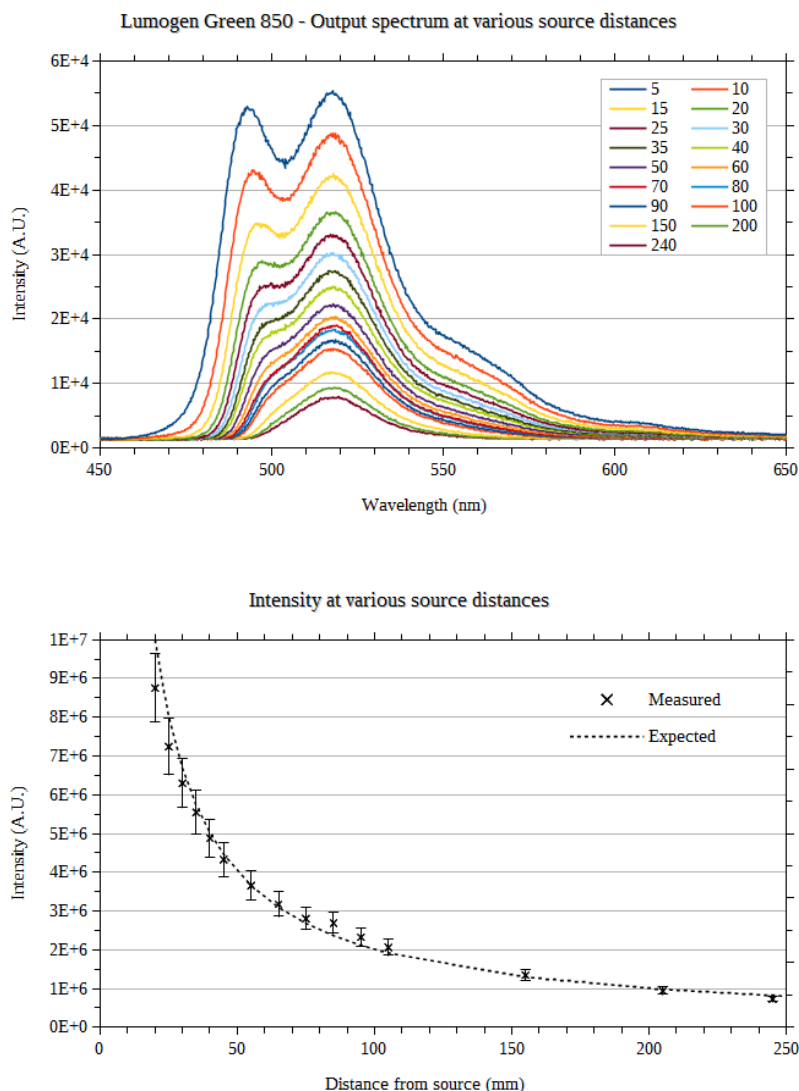 Lumogen Green 850 - Output spectrum at various source distances
6E+4
5E+4
4E+4
3E+4
2E+4
1E+4
0E+0
Intensity (A.U.)
5 10
15 20
25 30
35 40
50 60
70 80
90 100
150 200
240
450 500 550 600 650
Wavelength (nm)
Intensity at various source distances
1E+7
9E+6
8E+6
7E+6
6E+6
5E+6
4E+6
3E+6
2E+6
1E+6
0E+0
Intensity (A.U.)
Measured
Expected
0 50 100 150 200 250
Distance from source (mm)